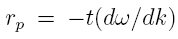 r_p = −t(dω/dk)